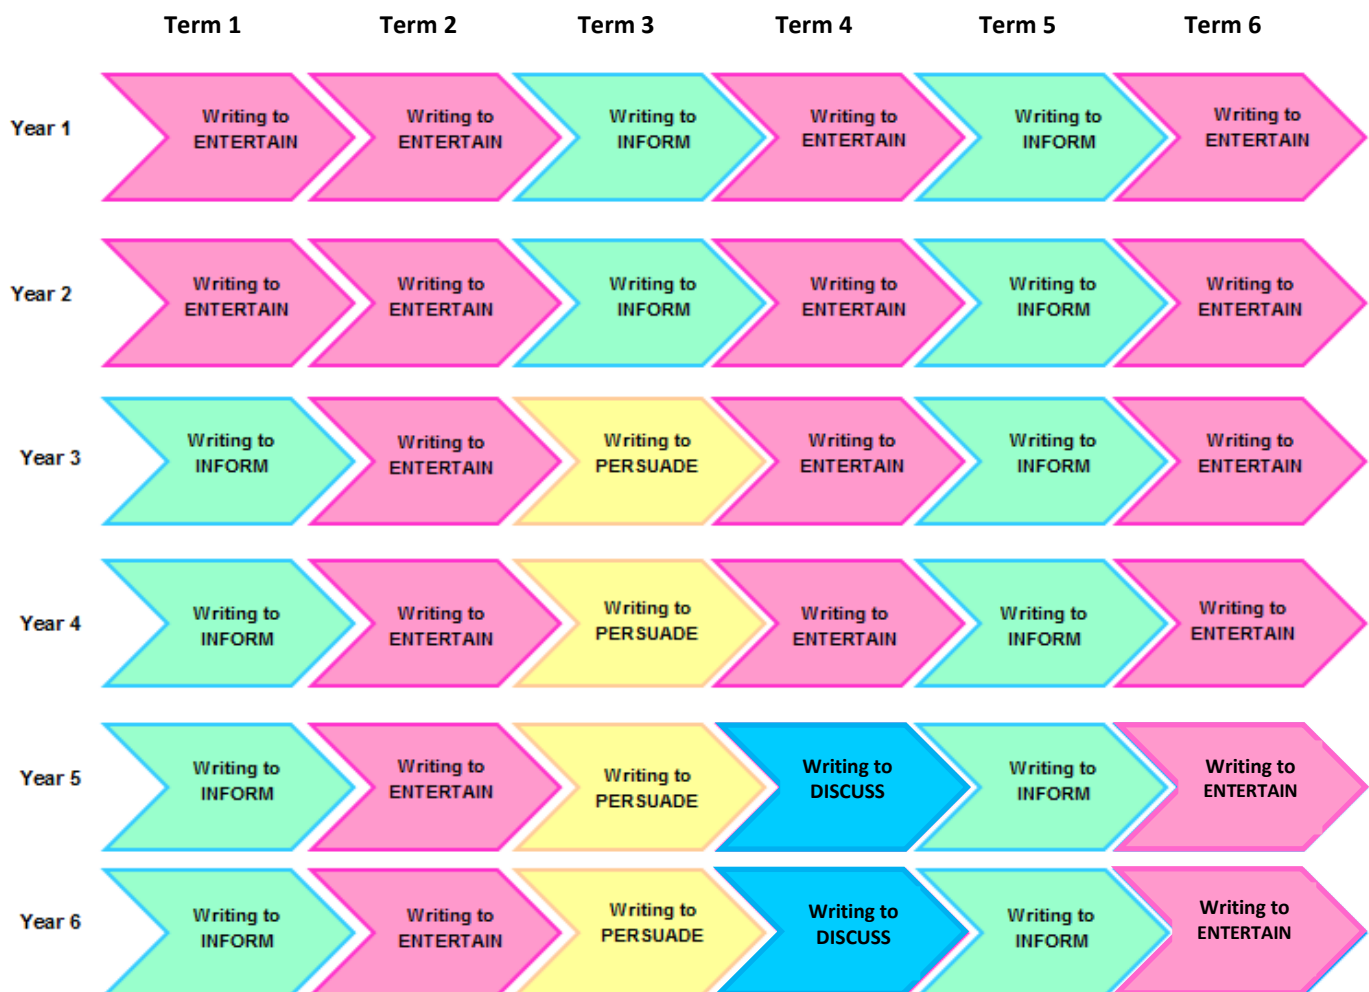 Term 1 Term 2 Term 3 Term 4 Term 5 Term 6
Year 1
Writing to
ENTERTAIN
Writing to
ENTERTAIN
Writing to
INFORM
Writing to
ENTERTAIN
Writing to
INFORM
Writing to
ENTERTAIN
Year 2
Writing to
ENTERTAIN
Writing to
ENTERTAIN
Writing to
INFORM
Writing to
ENTERTAIN
Writing to
INFORM
Writing to
ENTERTAIN
Year 3
Writing to
INFORM
Writing to
ENTERTAIN
Writing to
PERSUADE
Writing to
ENTERTAIN
Writing to
INFORM
Writing to
ENTERTAIN
Year 4
Writing to
INFORM
Writing to
ENTERTAIN
Writing to
PERSUADE
Writing to
ENTERTAIN
Writing to
INFORM
Writing to
ENTERTAIN
Year 5
Writing to
INFORM
Writing to
ENTERTAIN
Writing to
PERSUADE
Writing to
DISCUSS
Writing to
INFORM
Writing to
ENTERTAIN
Year 6
Writing to
INFORM
Writing to
ENTERTAIN
Writing to
PERSUADE
Writing to
DISCUSS
Writing to
INFORM
Writing to
ENTERTAIN